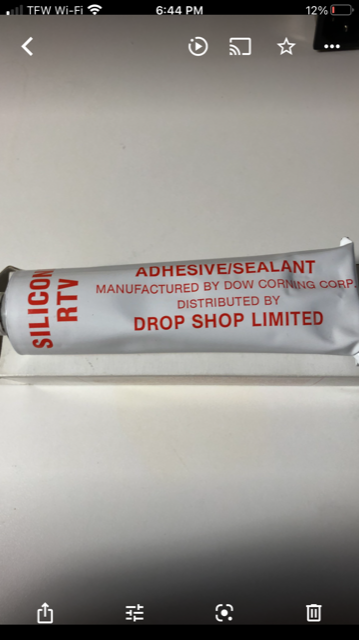 TFW Wi-Fi 6:44 PM 12%
SILICON
RTV
ADHESIVE/SEALANT
MANUFACTURED BY DOW CORNING CORP.
DISTRIBUTED BY
DROP SHOP LIMITED